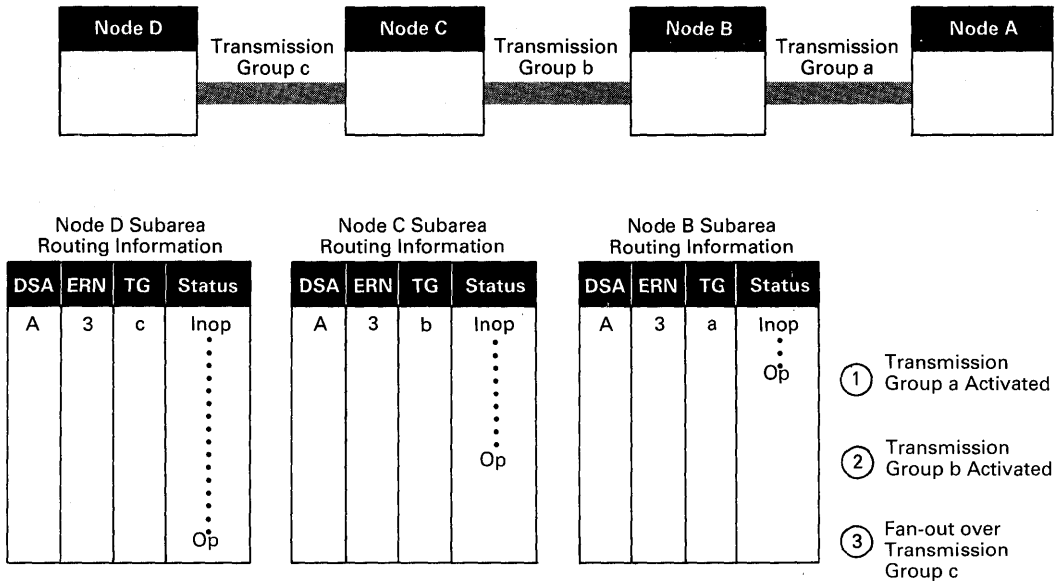 Node D
Node C
Node B
Node A
Transmission
Group c
Transmission
Group b
Transmission
Group a
Node D Subarea
Routing Information
DSA ERN TG Status
A 3 c Inop
Op
Node C Subarea
Routing Information
DSA ERN TG Status
A 3 b Inop
Op
Node B Subarea
Routing Information
DSA ERN TG Status
A 3 a Inop
Op
1 Transmission
Group a Activated
2 Transmission
Group b Activated
3 Fan-out over
Transmission
Group c